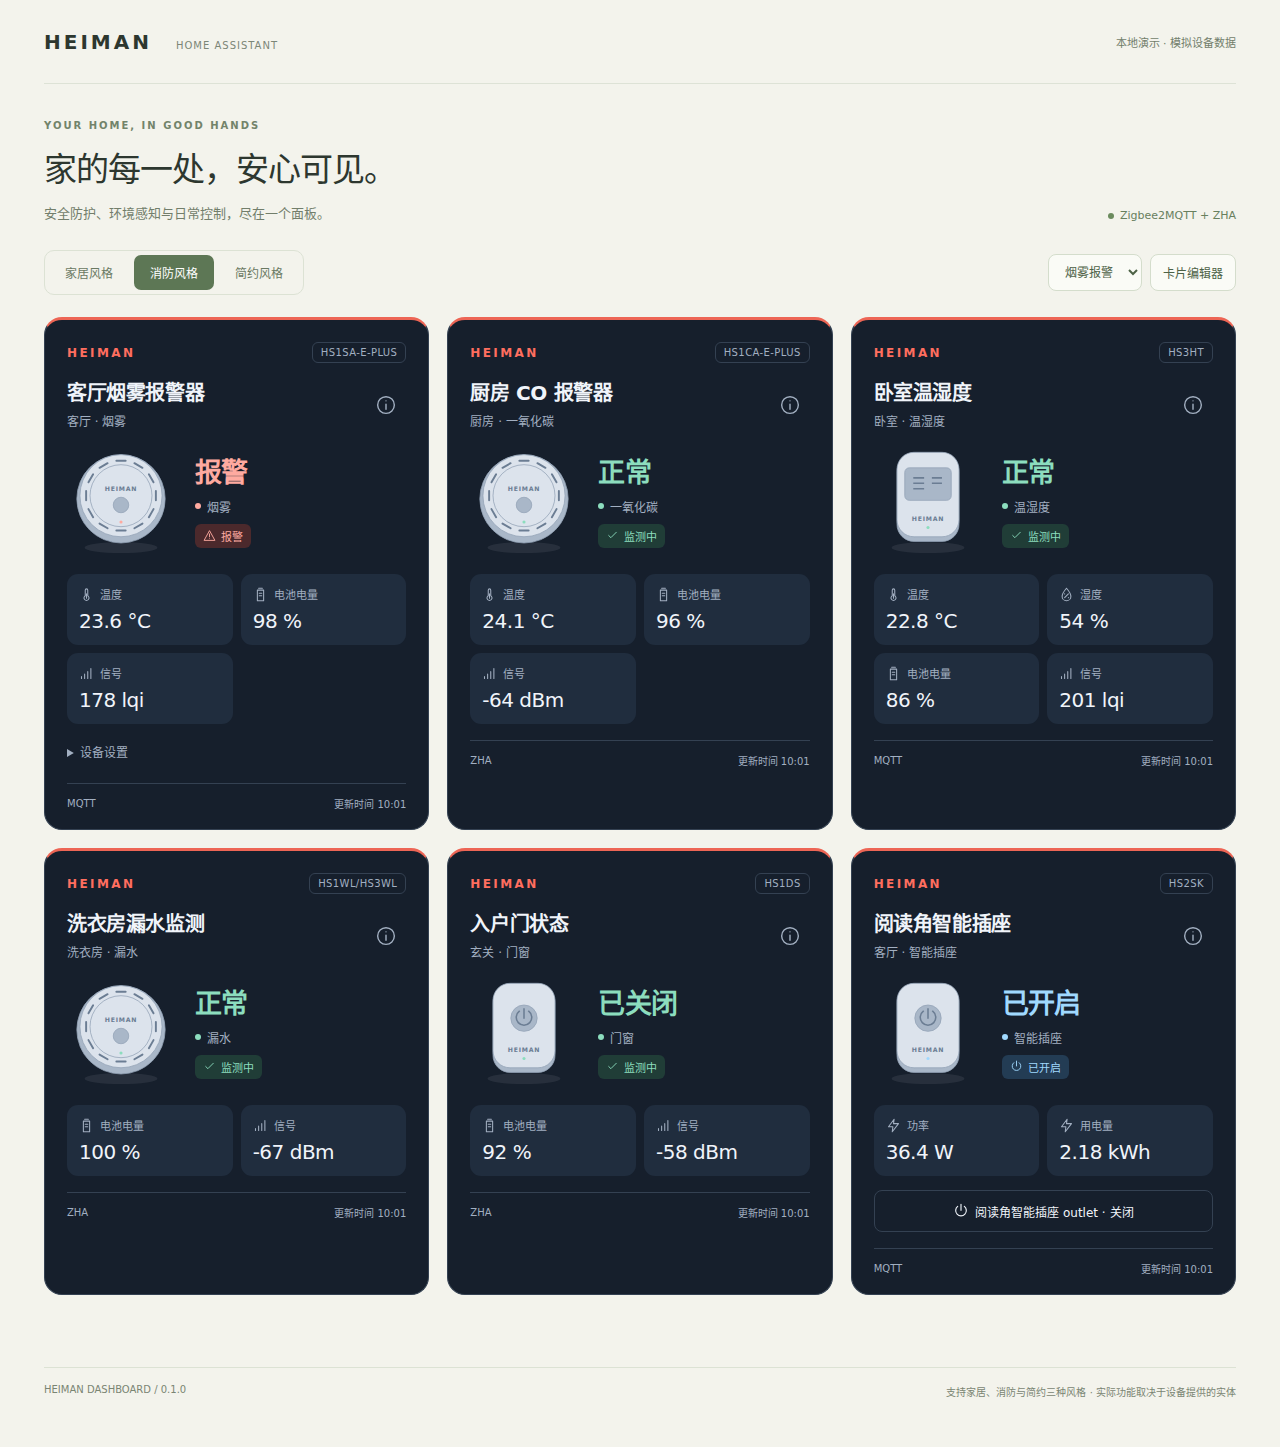 HEIMAN HOME ASSISTANT 本地演示 · 模拟设备数据
YOUR HOME, IN GOOD HANDS
家的每一处，安心可见。
安全防护、环境感知与日常控制，尽在一个面板。
Zigbee2MQTT + ZHA
家居风格 消防风格 简约风格 烟雾报警 卡片编辑器
HEIMAN HS1SA-E-PLUS
客厅烟雾报警器
客厅 · 烟雾
HEIMAN
报警
烟雾
报警
温度
23.6 °C
电池电量
98 %
信号
178 lqi
设备设置
MQTT 更新时间 10:01
HEIMAN HS1CA-E-PLUS
厨房 CO 报警器
厨房 · 一氧化碳
HEIMAN
正常
一氧化碳
监测中
温度
24.1 °C
电池电量
96 %
信号
-64 dBm
ZHA 更新时间 10:01
HEIMAN HS3HT
卧室温湿度
卧室 · 温湿度
HEIMAN
正常
温湿度
监测中
温度
22.8 °C
湿度
54 %
电池电量
86 %
信号
201 lqi
MQTT 更新时间 10:01
HEIMAN HS1WL/HS3WL
洗衣房漏水监测
洗衣房 · 漏水
HEIMAN
正常
漏水
监测中
电池电量
100 %
信号
-67 dBm
ZHA 更新时间 10:01
HEIMAN HS1DS
入户门状态
玄关 · 门窗
HEIMAN
已关闭
门窗
监测中
电池电量
92 %
信号
-58 dBm
ZHA 更新时间 10:01
HEIMAN HS2SK
阅读角智能插座
客厅 · 智能插座
HEIMAN
已开启
智能插座
已开启
功率
36.4 W
用电量
2.18 kWh
阅读角智能插座 outlet · 关闭
MQTT 更新时间 10:01
HEIMAN DASHBOARD / 0.1.0 支持家居、消防与简约三种风格 · 实际功能取决于设备提供的实体